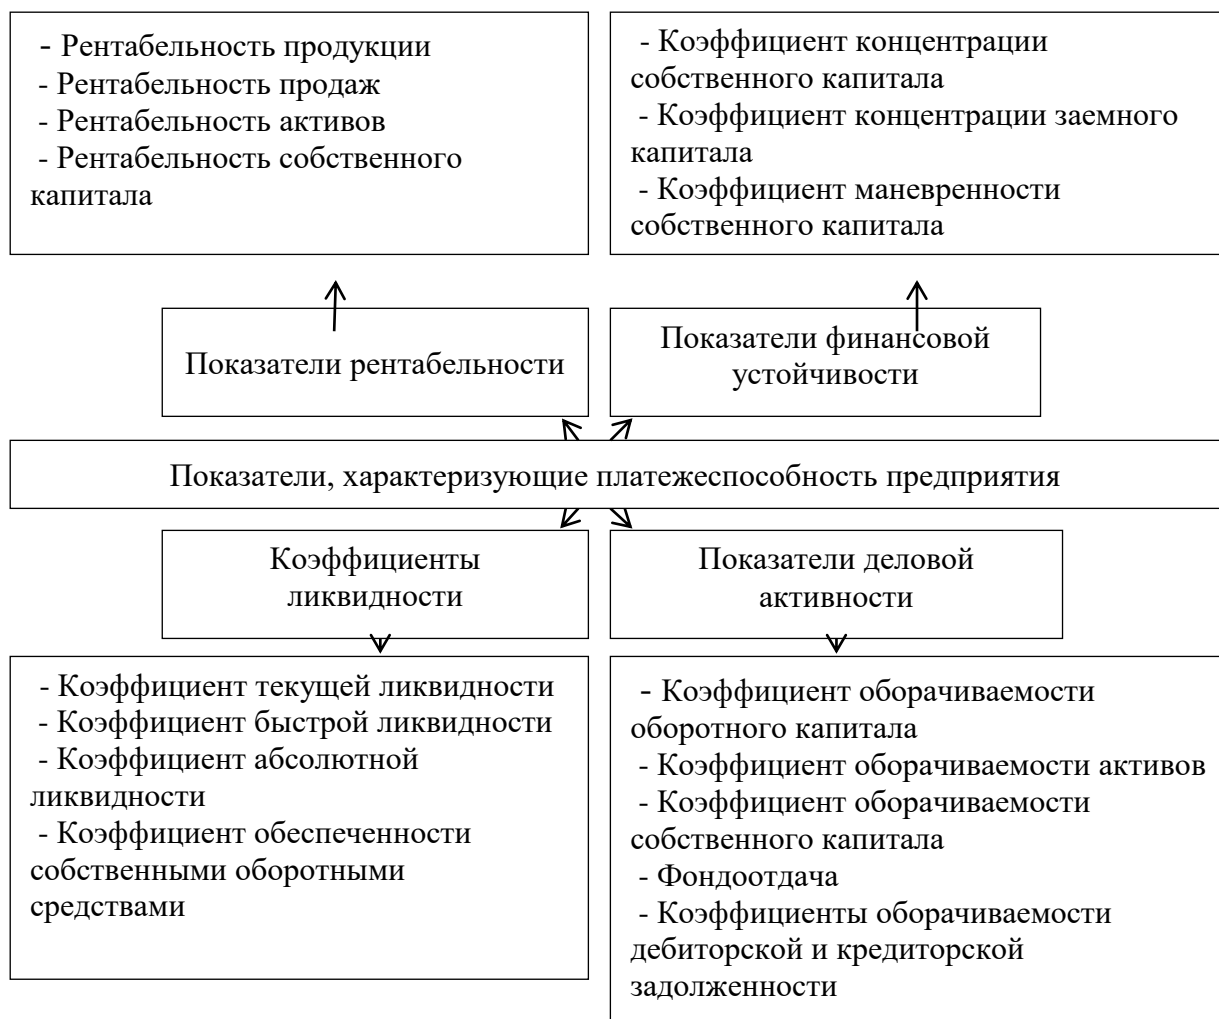 - Рентабельность продукции
- Рентабельность продаж
- Рентабельность активов
- Рентабельность собственного
капитала
- Коэффициент концентрации
собственного капитала
- Коэффициент концентрации заемного
капитала
- Коэффициент маневренности
собственного капитала
Показатели рентабельности
Показатели финансовой
устойчивости
Показатели, характеризующие платежеспособность предприятия
Коэффициенты
ликвидности
Показатели деловой
активности
- Коэффициент текущей ликвидности
- Коэффициент быстрой ликвидности
- Коэффициент абсолютной
ликвидности
- Коэффициент обеспеченности
собственными оборотными
средствами
- Коэффициент оборачиваемости
оборотного капитала
- Коэффициент оборачиваемости активов
- Коэффициент оборачиваемости
собственного капитала
- Фондоотдача
- Коэффициенты оборачиваемости
дебиторской и кредиторской
задолженности